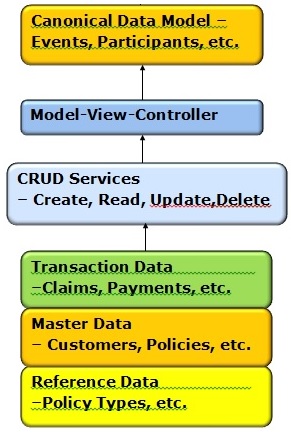 Canonical Data Model –
Events, Participants, etc.
Model-View-Controller
CRUD Services
– Create, Read, Update,Delete
Transaction Data
–Claims, Payments, etc.
Master Data
– Customers, Policies, etc.
Reference Data
–Policy Types, etc.